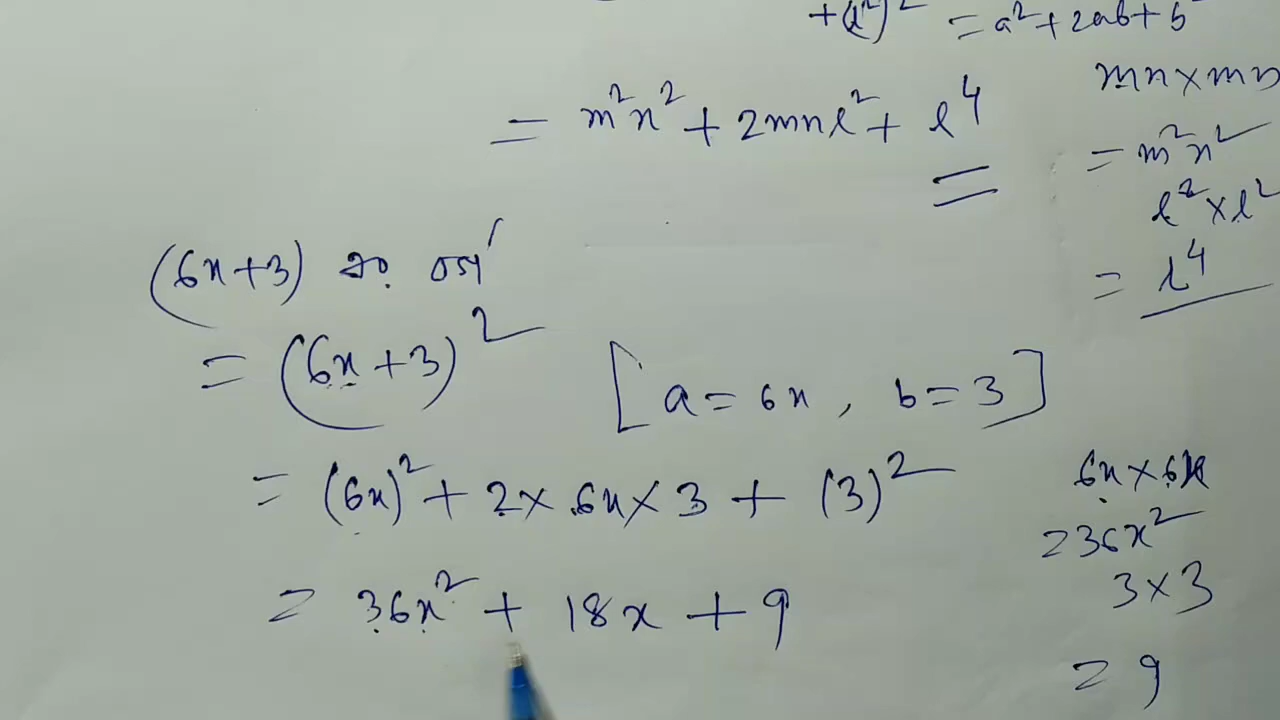 +(l²)² = a²+2ab+b
= m²n² + 2mnl² + l⁴
mn×mn
= m²n²
l²×l²
= l⁴
(6x+3) এর বর্গ
= (6x+3)² [a=6x, b=3]
= (6x)² + 2×6x×3 + (3)²
= 36x² + 18x + 9
6x×6x
=36x²
3×3
= 9